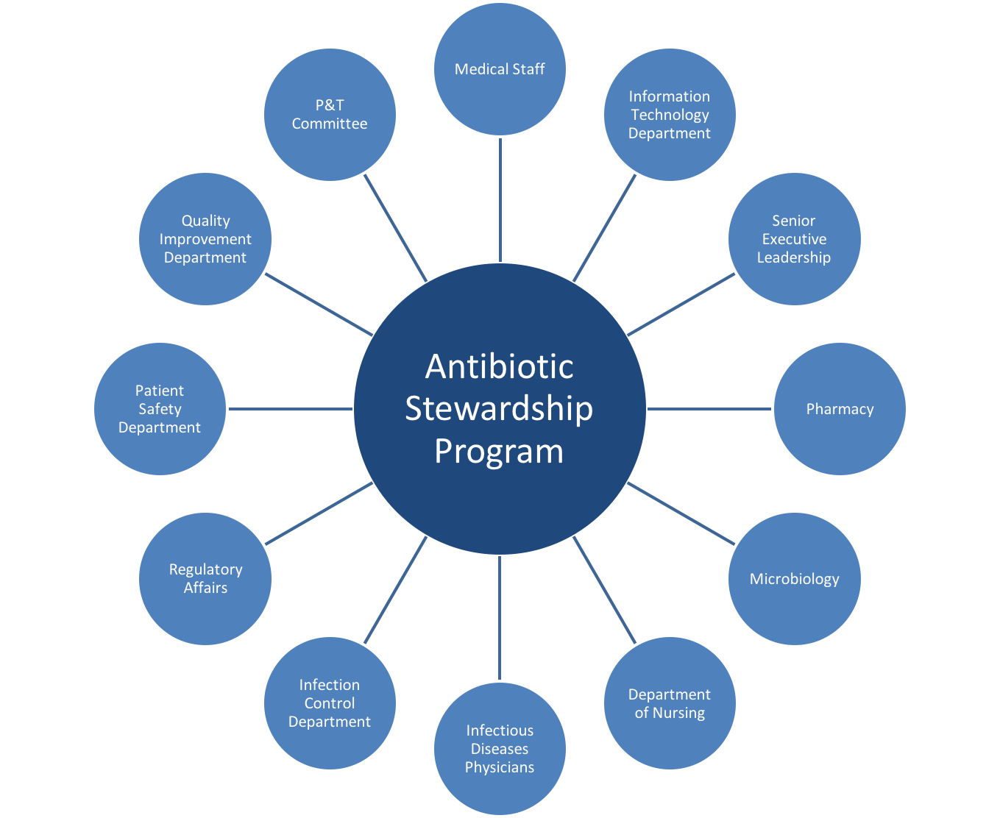 Medical Staff
Information
Technology
Department
Senior
Executive
Leadership
Pharmacy
Microbiology
Department
of Nursing
Infectious
Diseases
Physicians
Infection
Control
Department
Regulatory
Affairs
Patient
Safety
Department
Quality
Improvement
Department
P&T
Committee
Antibiotic
Stewardship
Program